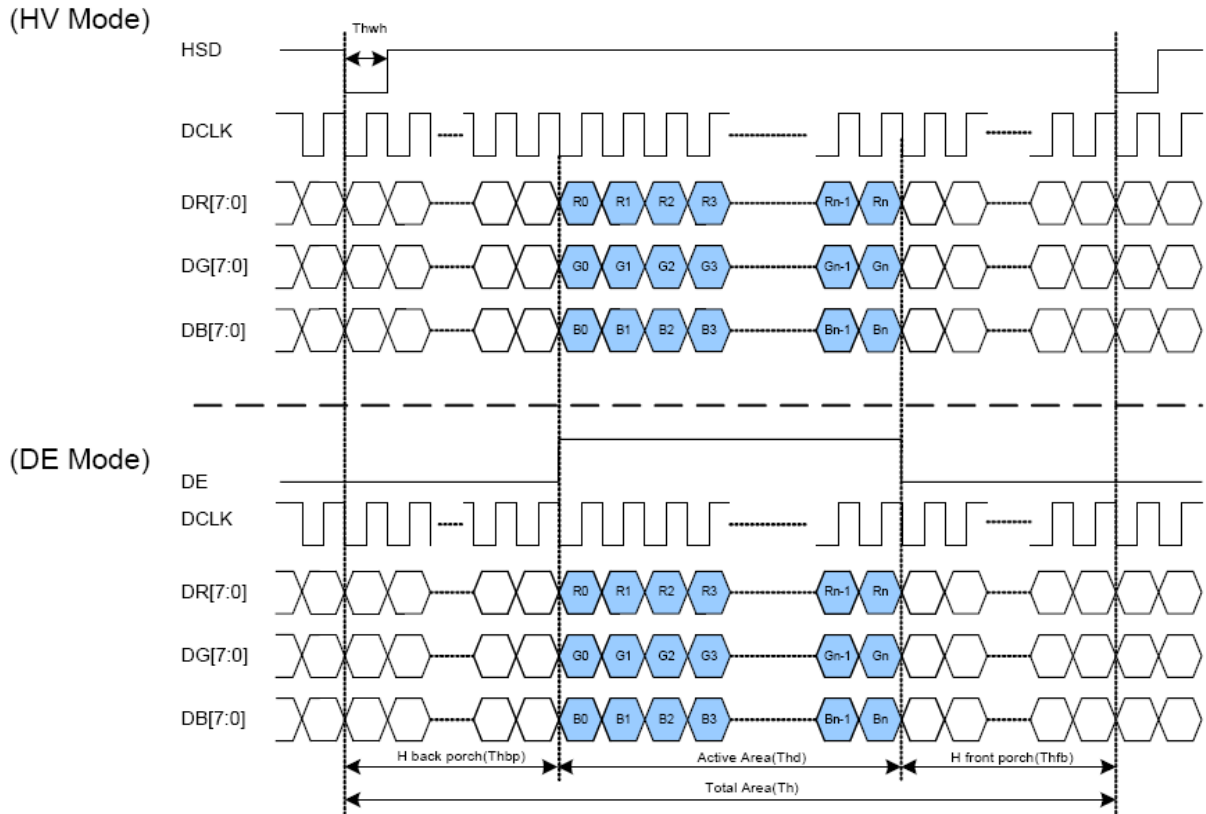 (HV Mode)
Thwh
HSD
DCLK
DR[7:0] R0 R1 R2 R3 Rn-1 Rn
DG[7:0] G0 G1 G2 G3 Gn-1 Gn
DB[7:0] B0 B1 B2 B3 Bn-1 Bn
(DE Mode)
DE
DCLK
DR[7:0] R0 R1 R2 R3 Rn-1 Rn
DG[7:0] G0 G1 G2 G3 Gn-1 Gn
DB[7:0] B0 B1 B2 B3 Bn-1 Bn
H back porch(Thbp) Active Area(Thd) H front porch(Thfb)
Total Area(Th)